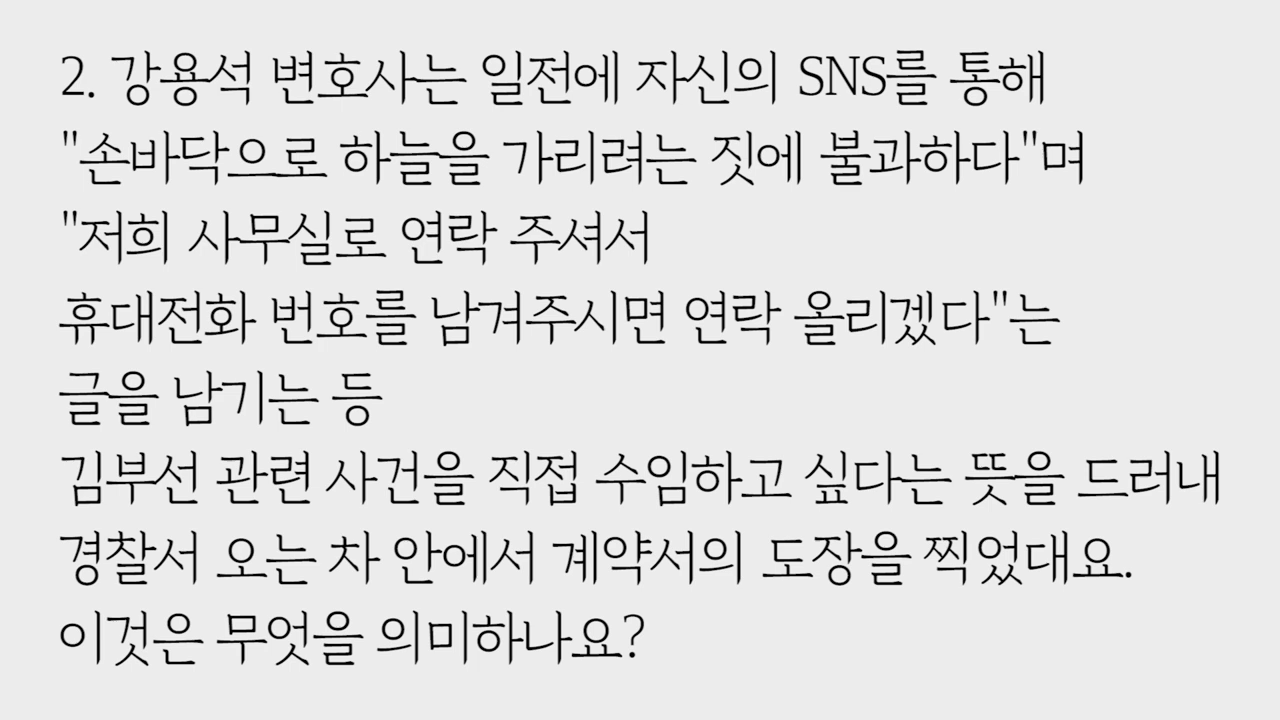 2. 강용석 변호사는 일전에 자신의 SNS를 통해
"손바닥으로 하늘을 가리려는 짓에 불과하다"며
"저희 사무실로 연락 주셔서
휴대전화 번호를 남겨주시면 연락 올리겠다"는
글을 남기는 등
김부선 관련 사건을 직접 수임하고 싶다는 뜻을 드러내
경찰서 오는 차 안에서 계약서의 도장을 찍었대요.
이것은 무엇을 의미하나요?